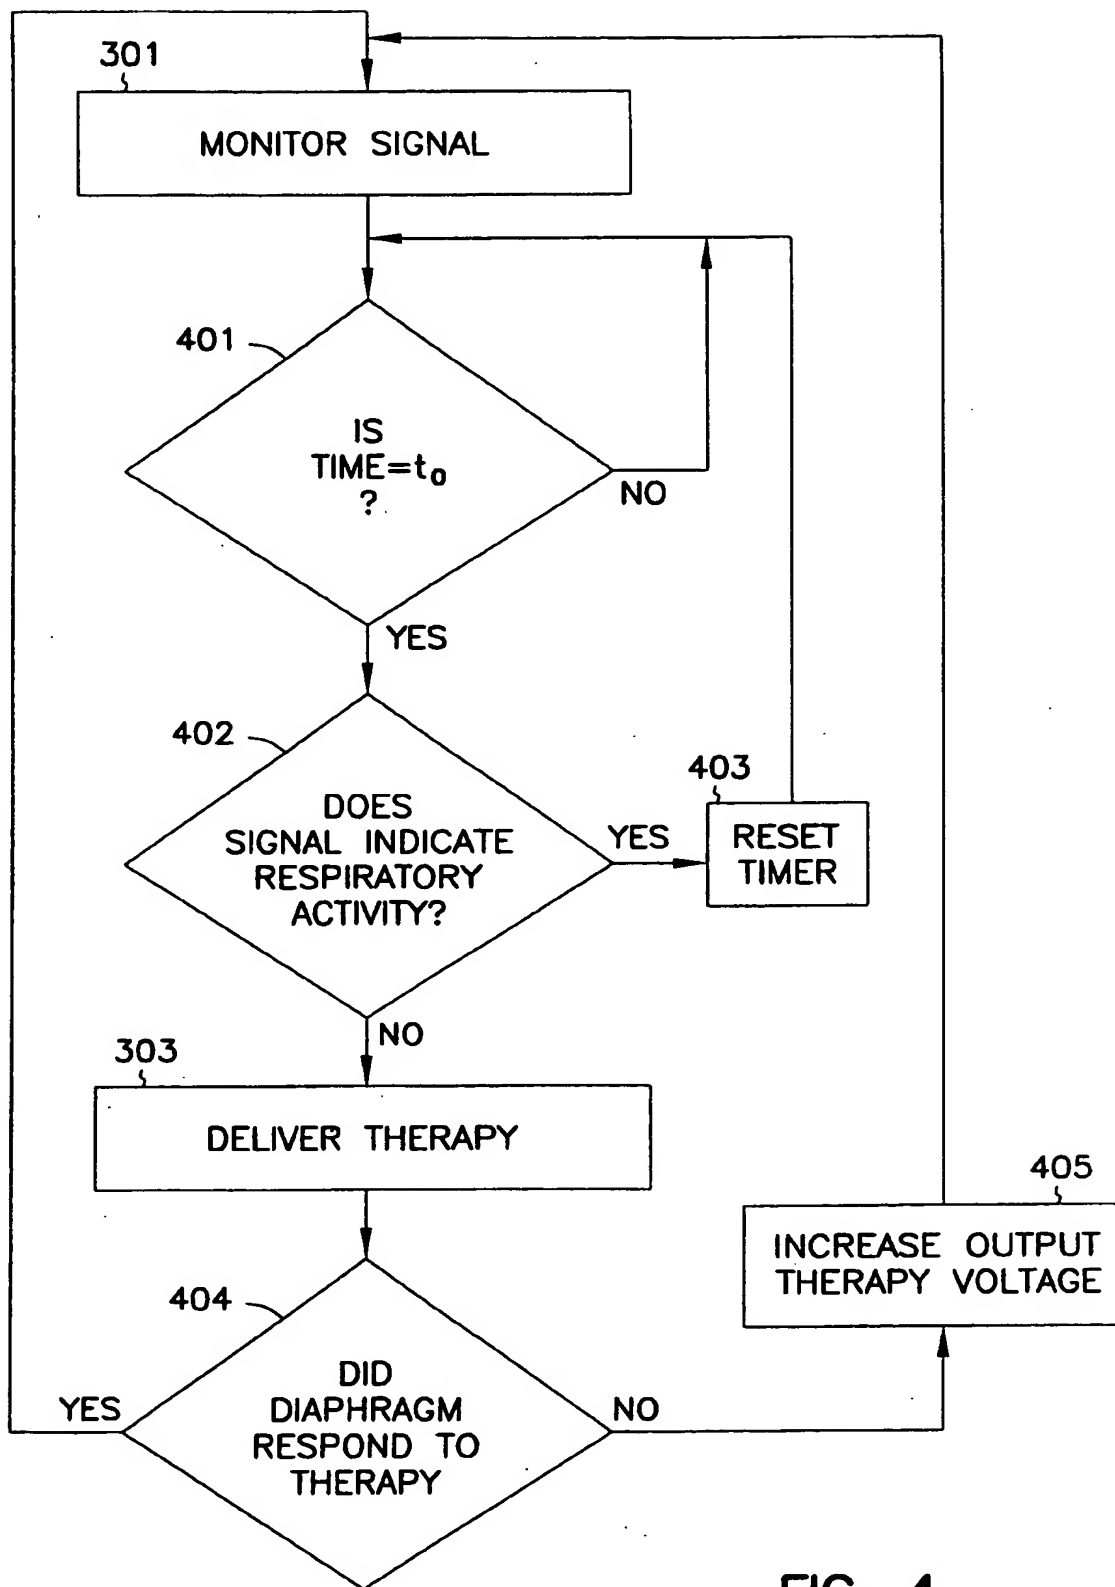 301
MONITOR SIGNAL
401
IS
TIME=t₀
?
NO
YES
402
DOES
SIGNAL INDICATE
RESPIRATORY
ACTIVITY?
YES
403
RESET
TIMER
NO
303
DELIVER THERAPY
405
INCREASE OUTPUT
THERAPY VOLTAGE
404
DID
DIAPHRAGM
RESPOND TO
THERAPY
YES
NO